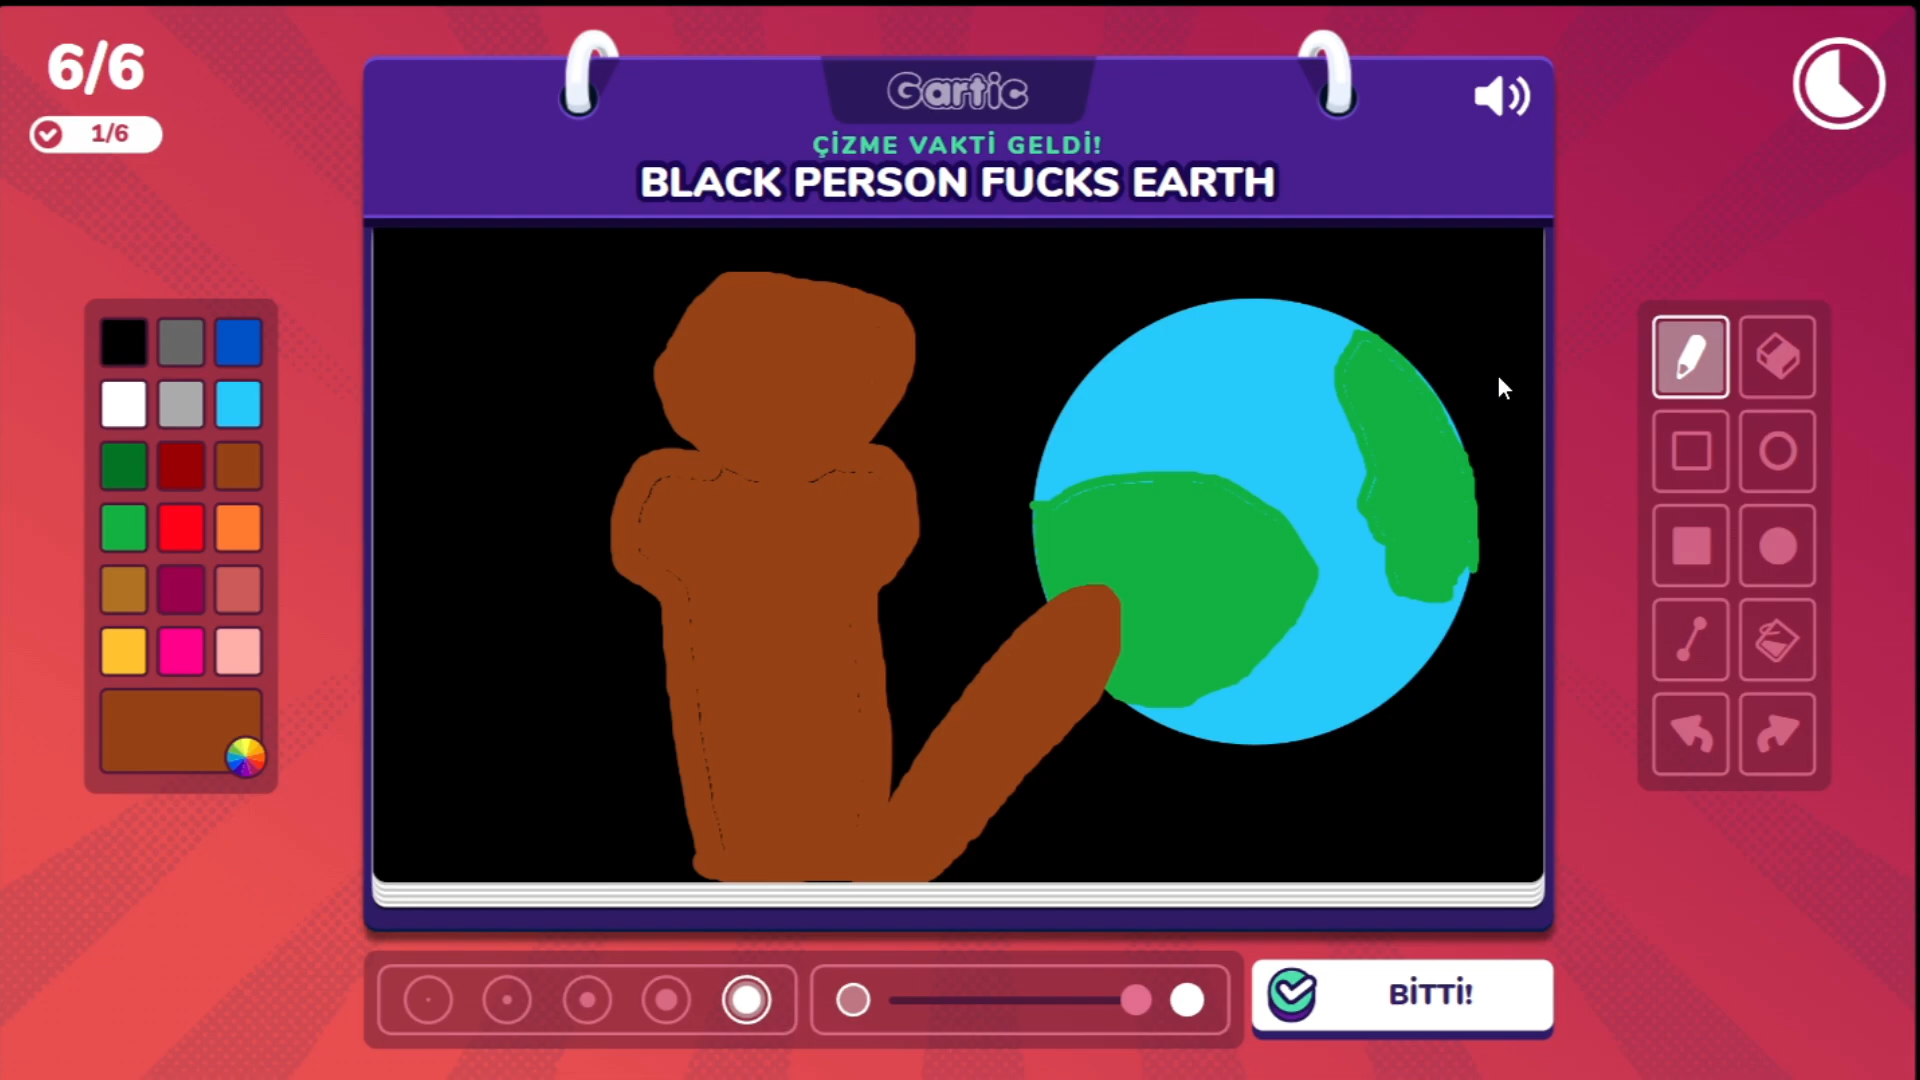 6/6
1/6
Gartic
ÇİZME VAKTİ GELDİ!
BLACK PERSON FUCKS EARTH
BİTTİ!